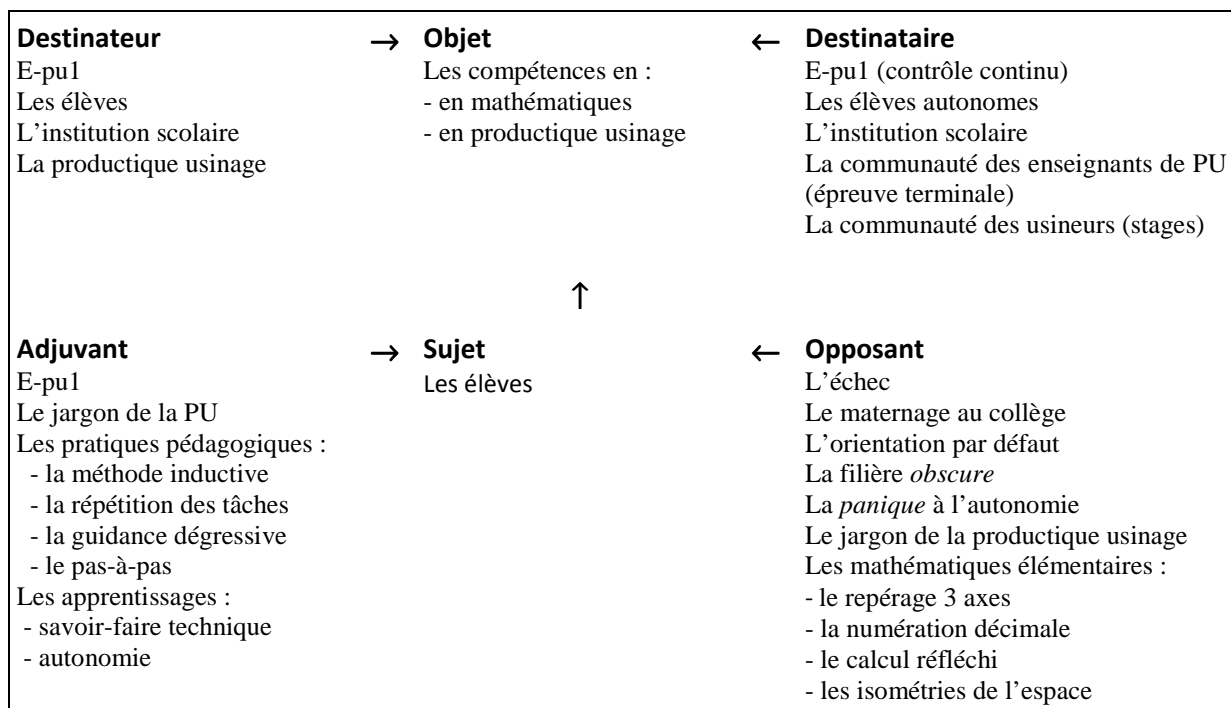 Destinateur → Objet ← Destinataire
E-pu1 Les compétences en : E-pu1 (contrôle continu)
Les élèves - en mathématiques Les élèves autonomes
L’institution scolaire - en productique usinage L’institution scolaire
La productique usinage La communauté des enseignants de PU
(épreuve terminale)
La communauté des usineurs (stages)
↑
Adjuvant → Sujet ← Opposant
E-pu1 Les élèves L’échec
Le jargon de la PU Le maternage au collège
Les pratiques pédagogiques : L’orientation par défaut
- la méthode inductive La filière obscure
- la répétition des tâches La panique à l’autonomie
- la guidance dégressive Le jargon de la productique usinage
- le pas-à-pas Les mathématiques élémentaires :
Les apprentissages : - le repérage 3 axes
- savoir-faire technique - la numération décimale
- autonomie - le calcul réfléchi
- les isométries de l’espace